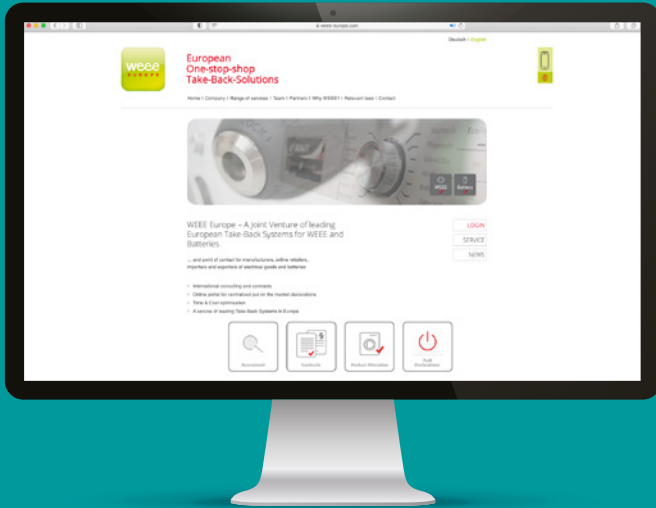 weee-europe.com
Deutsch | English
weee
EUROPE
European
One-stop-shop
Take-Back-Solutions
Home | Company | Range of services | Team | Partners | Why WEEE? | Relevant laws | Contact
WEEE
Battery
WEEE Europe – A Joint Venture of leading
European Take-Back Systems for WEEE and
Batteries
... and point of contact for manufacturers, online retailers,
importers and exporters of electrical goods and batteries
LOGIN
SERVICE
NEWS
International consulting and contracts
Online portal for centralized put on the market declarations
Time & Cost optimisation
A service of leading Take Back Systems in Europe
Assessment
Contracts
Product Allocation
PoM
Declarations